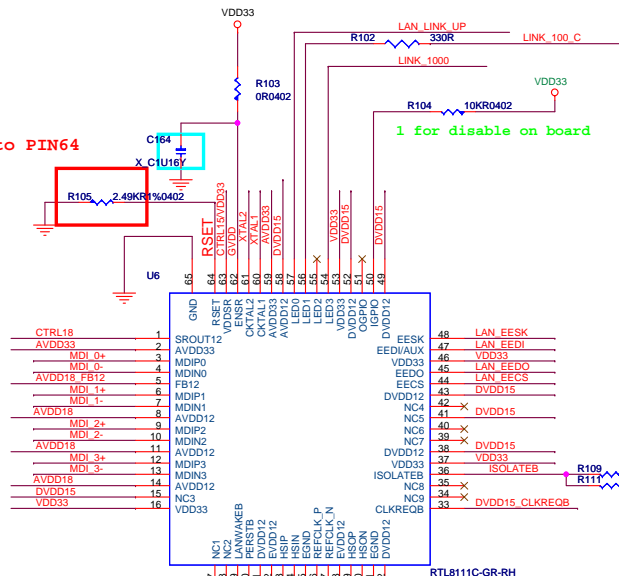 VDD33
LAN_LINK_UP
R102 330R LINK_100_C
LINK_1000
R103
0R0402
VDD33
R104 10KR0402
1 for disable on board
to PIN64
C164
X_C1U16Y
R105 2.49KR1%0402
RSET
CTRL15/VDD33
GVDD
XTAL2
XTAL1
AVDD33
DVDD15
VDD33
DVDD15
DVDD15
U6
65 64 63 62 61 60 59 58 57 56 55 54 53 52 51 50 49
GND
RSET
VDDSR
ENSR
CKTAL2
CKTAL1
AVDD33
AVDD12
LED0
LED1
LED2
LED3
VDD33
DVDD12
OGPIO
IGPIO
DVDD12
CTRL18 1 SROUT12
AVDD33 2 AVDD33
MDI_0+ 3 MDIP0
MDI_0- 4 MDIN0
AVDD18_FB12 5 FB12
MDI_1+ 6 MDIP1
MDI_1- 7 MDIN1
AVDD18 8 AVDD12
MDI_2+ 9 MDIP2
MDI_2- 10 MDIN2
AVDD18 11 AVDD12
MDI_3+ 12 MDIP3
MDI_3- 13 MDIN3
AVDD18 14 AVDD12
DVDD15 15 NC3
VDD33 16 VDD33
EESK 48 LAN_EESK
EEDI/AUX 47 LAN_EEDI
VDD33 46 VDD33
EEDO 45 LAN_EEDO
EECS 44 LAN_EECS
DVDD12 43 DVDD15
NC4 42
NC5 41 DVDD15
NC6 40
NC7 39
DVDD12 38 DVDD15
VDD33 37 VDD33
ISOLATEB 36 ISOLATEB
NC8 35
NC9 34
CLKREQB 33 DVDD15_CLKREQB
R109
R111
NC1
NC2
LANWAKEB
PERSTB
DVDD12
EVDD12
HSIP
HSIN
EGND
REFCLK_P
REFCLK_N
EVDD12
HSOP
HSON
EGND
DVDD12
RTL8111C-GR-RH